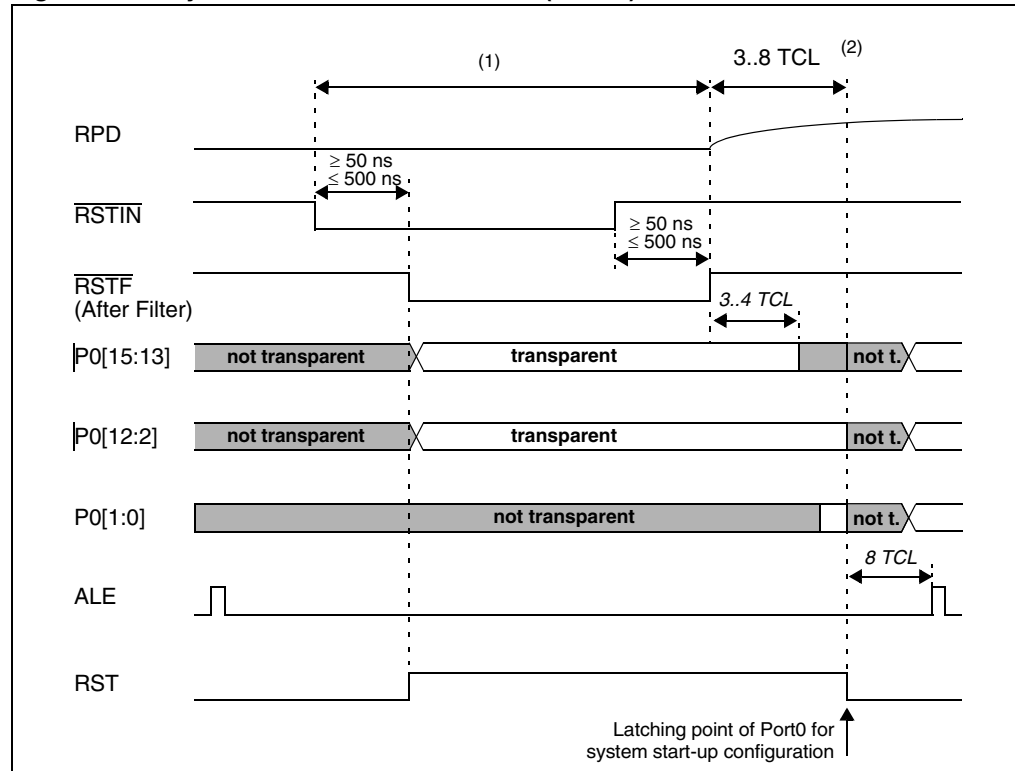 (1)
3..8 TCL (2)
RPD
≥ 50 ns
≤ 500 ns
RSTIN
≥ 50 ns
≤ 500 ns
RSTF
(After Filter)
3..4 TCL
P0[15:13] not transparent transparent not t.
P0[12:2] not transparent transparent not t.
P0[1:0] not transparent not t.
8 TCL
ALE
RST
Latching point of Port0 for
system start-up configuration